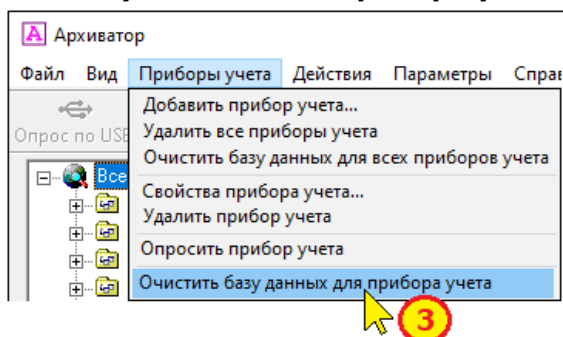 Архиватор
Файл Вид Приборы учета Действия Параметры
Опрос по USB
Добавить прибор учета...
Удалить все приборы учета
Очистить базу данных для всех приборов учета
Все
Свойства прибора учета...
Удалить прибор учета
Опросить прибор учета
Очистить базу данных для прибора учета
3